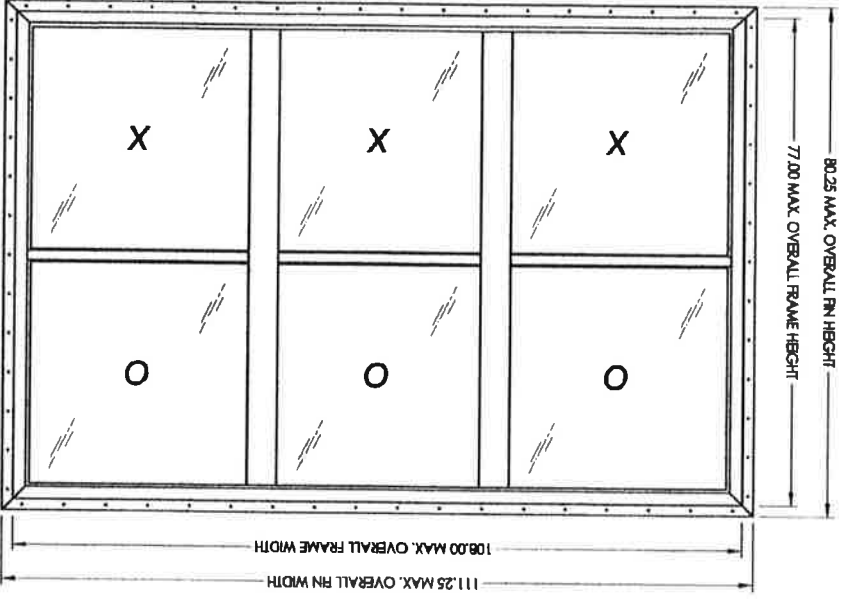 X X X
O O O
80.25 MAX. OVERALL FIN HEIGHT
77.00 MAX. OVERALL FRAME HEIGHT
108.00 MAX. OVERALL FRAME WIDTH
111.25 MAX. OVERALL FIN WIDTH